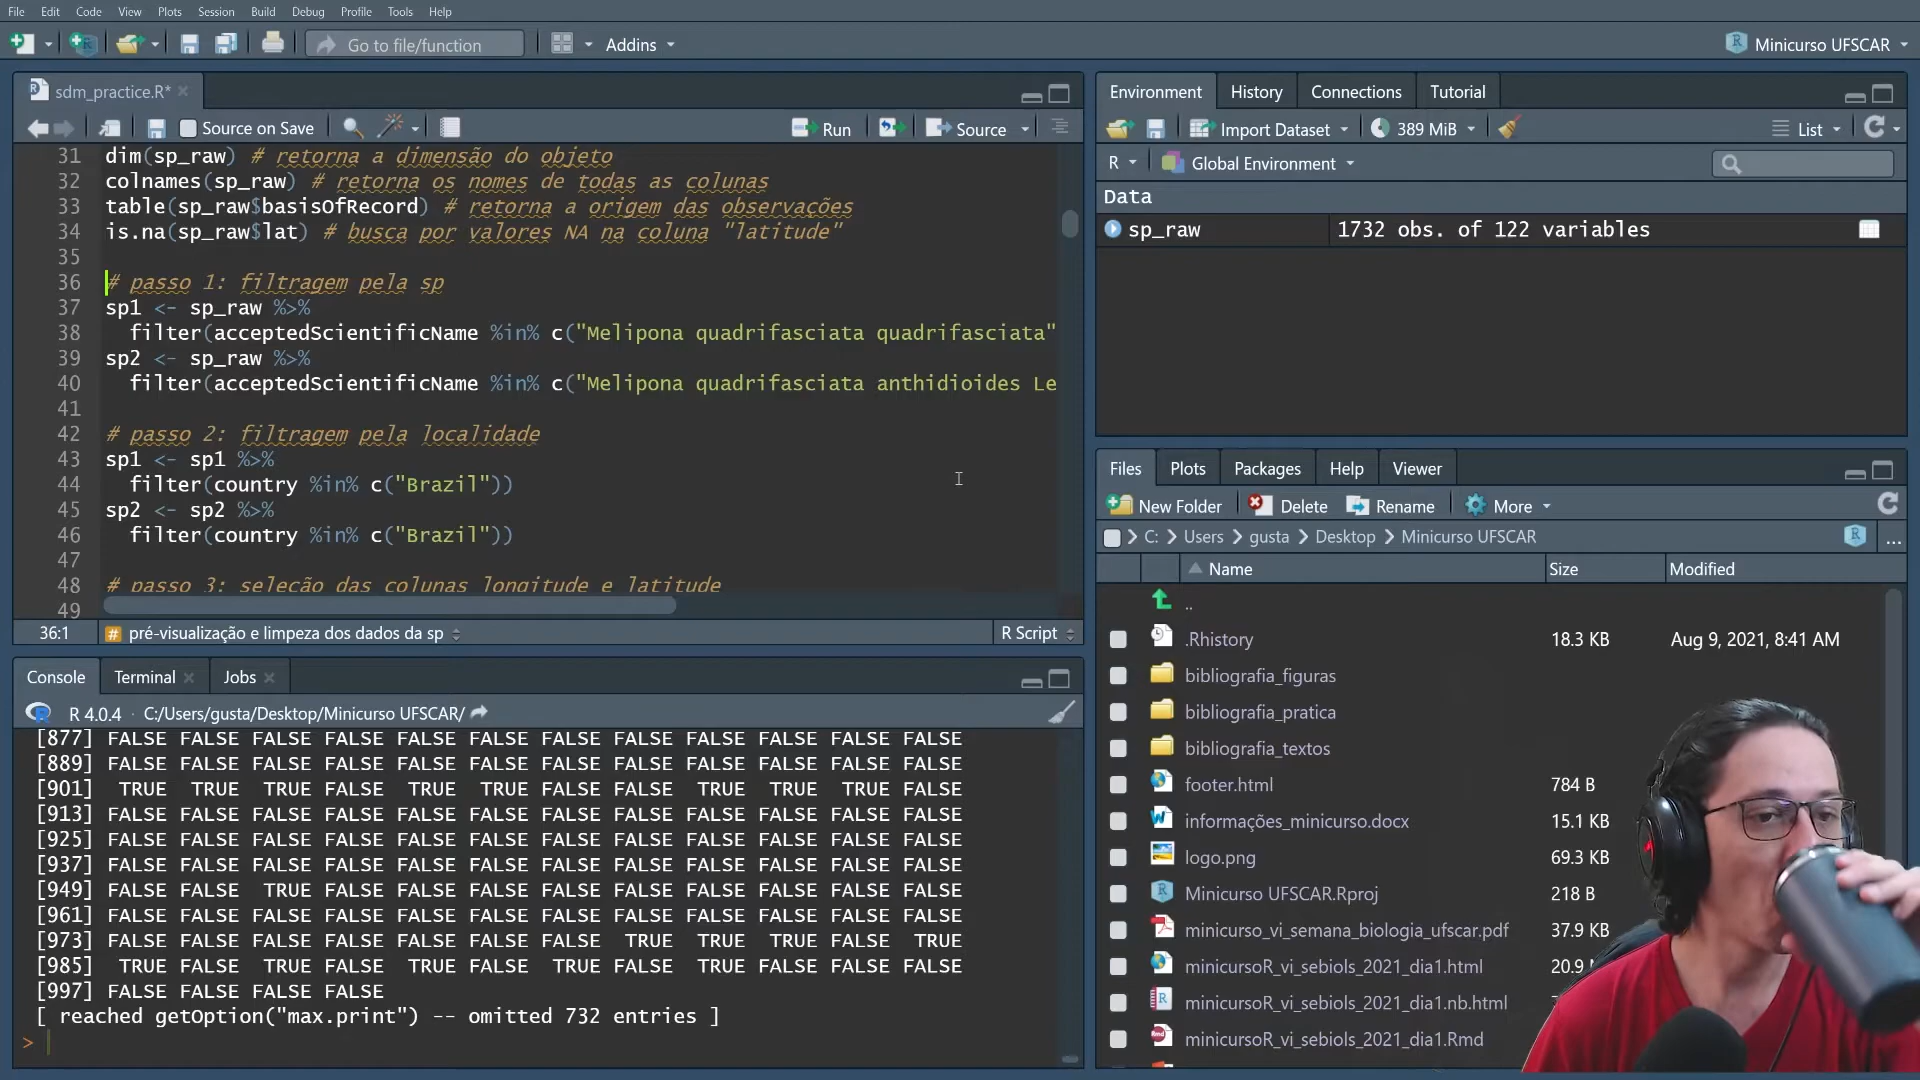 File Edit Code View Plots Session Build Debug Profile Tools Help
Go to file/function Addins Minicurso UFSCAR
sdm_practice.R*
Source on Save Run Source
31 dim(sp_raw) # retorna a dimensão do objeto
32 colnames(sp_raw) # retorna os nomes de todas as colunas
33 table(sp_raw$basisOfRecord) # retorna a origem das observações
34 is.na(sp_raw$lat) # busca por valores NA na coluna "latitude"
35
36 # passo 1: filtragem pela sp
37 sp1 <- sp_raw %>%
38 filter(acceptedScientificName %in% c("Melipona quadrifasciata quadrifasciata"
39 sp2 <- sp_raw %>%
40 filter(acceptedScientificName %in% c("Melipona quadrifasciata anthidioides Le
41
42 # passo 2: filtragem pela localidade
43 sp1 <- sp1 %>%
44 filter(country %in% c("Brazil"))
45 sp2 <- sp2 %>%
46 filter(country %in% c("Brazil"))
47
48 # passo 3: seleção das colunas longitude e latitude
49
36:1 # pré-visualização e limpeza dos dados da sp R Script
Console Terminal Jobs
R 4.0.4 · C:/Users/gusta/Desktop/Minicurso UFSCAR/
[877] FALSE FALSE FALSE FALSE FALSE FALSE FALSE FALSE FALSE FALSE FALSE FALSE
[889] FALSE FALSE FALSE FALSE FALSE FALSE FALSE FALSE FALSE FALSE FALSE FALSE
[901] TRUE TRUE TRUE FALSE TRUE TRUE FALSE FALSE TRUE TRUE TRUE FALSE
[913] FALSE FALSE FALSE FALSE FALSE FALSE FALSE FALSE FALSE FALSE FALSE FALSE
[925] FALSE FALSE FALSE FALSE FALSE FALSE FALSE FALSE FALSE FALSE FALSE FALSE
[937] FALSE FALSE FALSE FALSE FALSE FALSE FALSE FALSE FALSE FALSE FALSE FALSE
[949] FALSE FALSE TRUE FALSE FALSE FALSE FALSE FALSE FALSE FALSE FALSE FALSE
[961] FALSE FALSE FALSE FALSE FALSE FALSE FALSE FALSE FALSE FALSE FALSE FALSE
[973] FALSE FALSE FALSE FALSE FALSE FALSE FALSE TRUE TRUE TRUE FALSE TRUE
[985] TRUE FALSE TRUE FALSE TRUE FALSE TRUE FALSE TRUE FALSE FALSE FALSE
[997] FALSE FALSE FALSE FALSE
[ reached getOption("max.print") -- omitted 732 entries ]
>
Environment History Connections Tutorial
Import Dataset 389 MiB List
R Global Environment
Data
sp_raw 1732 obs. of 122 variables
Files Plots Packages Help Viewer
New Folder Delete Rename More
C: > Users > gusta > Desktop > Minicurso UFSCAR ...
Name Size Modified
..
.Rhistory 18.3 KB Aug 9, 2021, 8:41 AM
bibliografia_figuras
bibliografia_pratica
bibliografia_textos
footer.html 784 B
informações_minicurso.docx 15.1 KB
logo.png 69.3 KB
Minicurso UFSCAR.Rproj 218 B
minicurso_vi_semana_biologia_ufscar.pdf 37.9 KB
minicursoR_vi_sebiols_2021_dia1.html 20.9
minicursoR_vi_sebiols_2021_dia1.nb.html
minicursoR_vi_sebiols_2021_dia1.Rmd